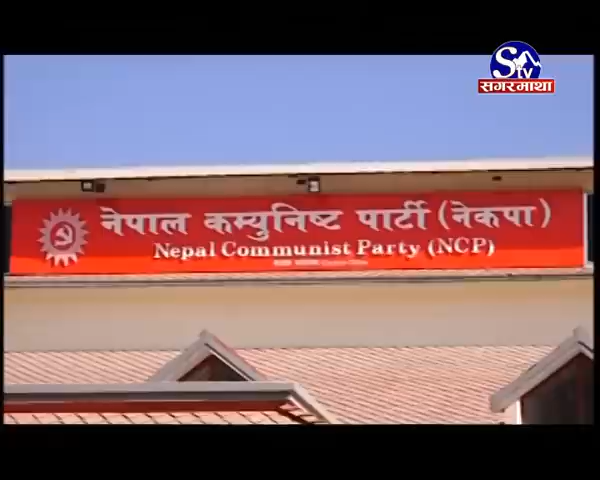 STV
सगरमाथा
नेपाल कम्युनिष्ट पार्टी (नेकपा)
Nepal Communist Party (NCP)